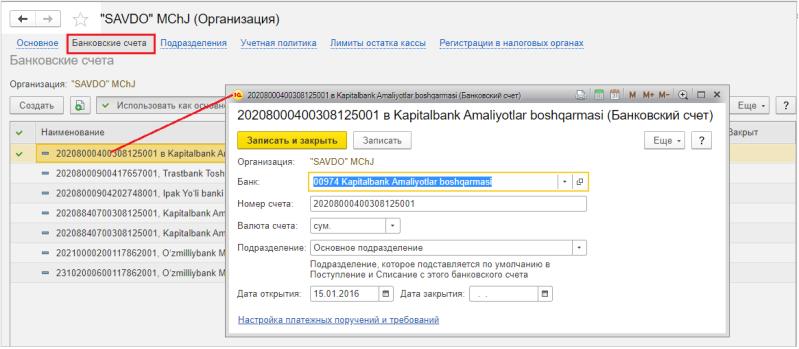 "SAVDO" MChJ (Организация)
Основное Банковские счета Подразделения Учетная политика Лимиты остатка кассы Регистрации в налоговых органах
Банковские счета
Организация: "SAVDO" MChJ
Создать Использовать как основн Еще ?
Наименование Закрыт
20208000400308125001 в Kapitalbank Am
20208000900417657001, Trastbank Tosh
20208000904202748001, Ipak Yo'li banki
20208840700308125001, Kapitalbank Am
20210000200117862001, O'zmilliybank M
23102000600117862001, O'zmilliybank M
20208000400308125001 в Kapitalbank Amaliyotlar boshqarmasi (Банковский счет) M M+ M-
20208000400308125001 в Kapitalbank Amaliyotlar boshqarmasi (Банковский счет)
Записать и закрыть Записать Еще ?
Организация: "SAVDO" MChJ
Банк: 00974 Kapitalbank Amaliyotlar boshqarmasi
Номер счета: 20208000400308125001
Валюта счета: сум.
Подразделение: Основное подразделение
Подразделение, которое подставляется по умолчанию в
Поступление и Списание с этого банковского счета
Дата открытия: 15.01.2016 Дата закрытия: . .
Настройка платежных поручений и требований